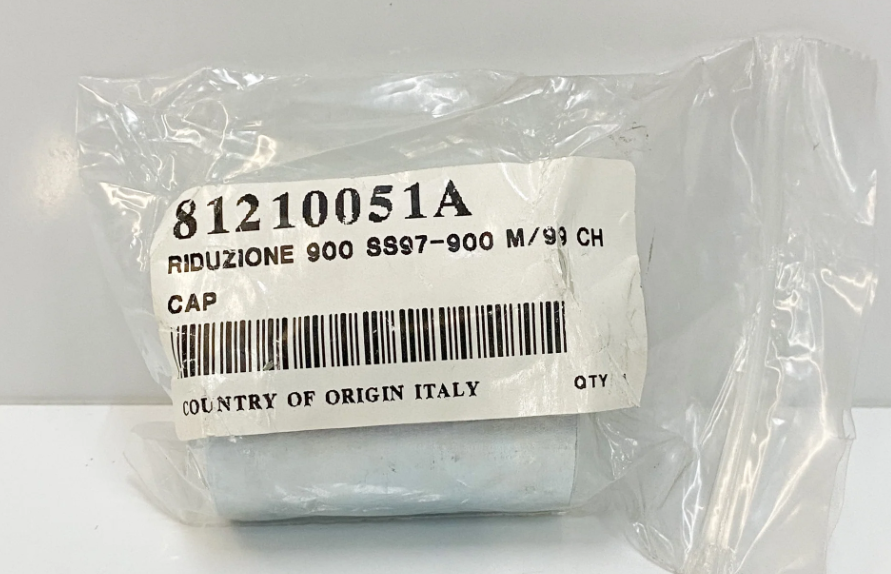 81210051A
RIDUZIONE 900 SS97-900 M/99 CH
CAP
COUNTRY OF ORIGIN ITALY QTY